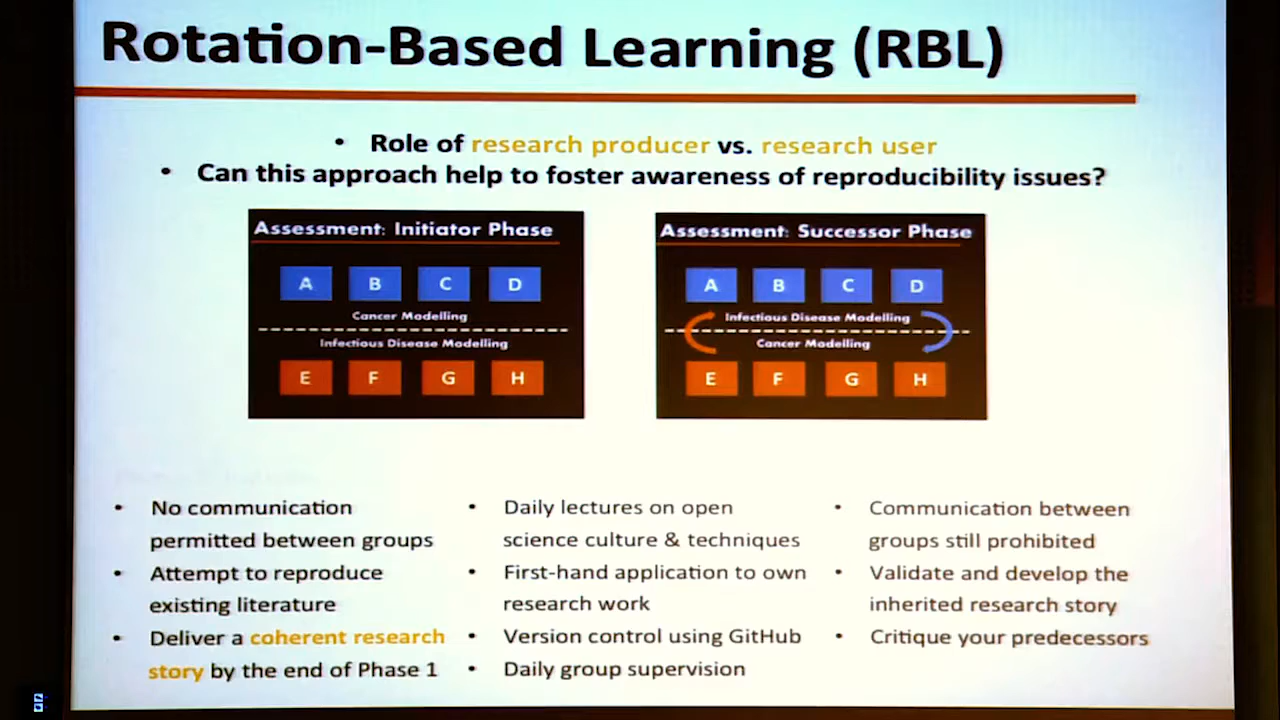 Rotation-Based Learning (RBL)
• Role of research producer vs. research user
• Can this approach help to foster awareness of reproducibility issues?
Assessment: Initiator Phase
A B C D
Cancer Modelling
Infectious Disease Modelling
E F G H
Assessment: Successor Phase
A B C D
Infectious Disease Modelling
Cancer Modelling
E F G H
• No communication
permitted between groups
• Attempt to reproduce
existing literature
• Deliver a coherent research
story by the end of Phase 1
• Daily lectures on open
science culture & techniques
• First-hand application to own
research work
• Version control using GitHub
• Daily group supervision
• Communication between
groups still prohibited
• Validate and develop the
inherited research story
• Critique your predecessors